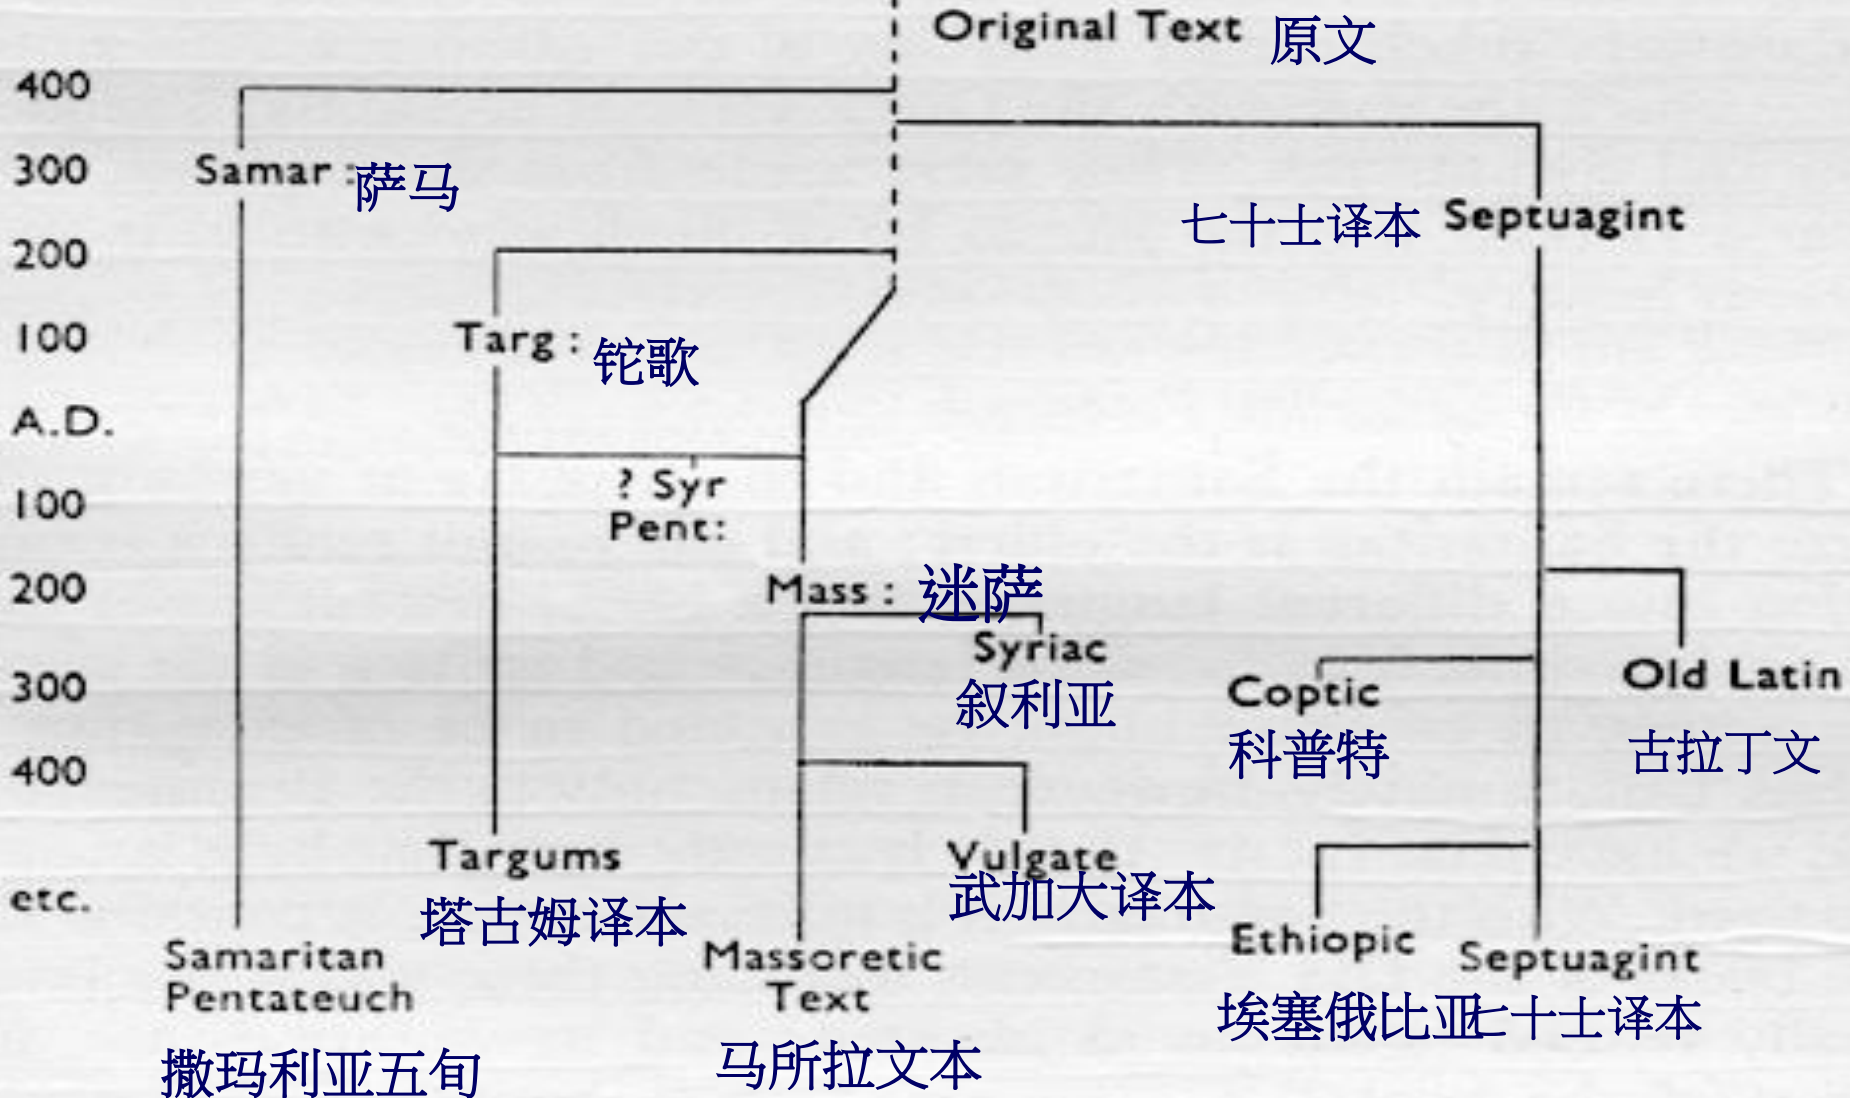 Original Text 原文
400
300
Samar : 萨马
七十士译本 Septuagint
200
100
Targ : 铊歌
A.D.
? Syr
Pent:
100
200
Mass : 迷萨
Syriac
叙利亚
300
Coptic
科普特
Old Latin
古拉丁文
400
Targums
塔古姆译本
Vulgate
武加大译本
etc.
Samaritan
Pentateuch
撒玛利亚五旬
Massoretic
Text
马所拉文本
Ethiopic
埃塞俄比亚
Septuagint
七十士译本